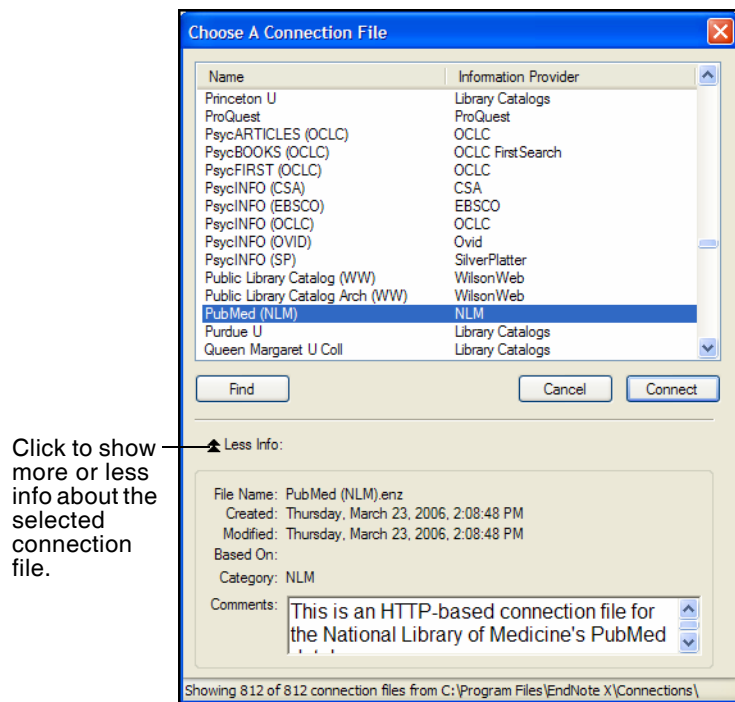 Choose A Connection File
Name Information Provider
Princeton U Library Catalogs
ProQuest ProQuest
PsycARTICLES (OCLC) OCLC
PsycBOOKS (OCLC) OCLC FirstSearch
PsycFIRST (OCLC) OCLC
PsycINFO (CSA) CSA
PsycINFO (EBSCO) EBSCO
PsycINFO (OCLC) OCLC
PsycINFO (OVID) Ovid
PsycINFO (SP) SilverPlatter
Public Library Catalog (WW) WilsonWeb
Public Library Catalog Arch (WW) WilsonWeb
PubMed (NLM) NLM
Purdue U Library Catalogs
Queen Margaret U Coll Library Catalogs
Find Cancel Connect
Click to show
more or less
info about the
selected
connection
file.
Less Info:
File Name: PubMed (NLM).enz
Created: Thursday, March 23, 2006, 2:08:48 PM
Modified: Thursday, March 23, 2006, 2:08:48 PM
Based On:
Category: NLM
Comments: This is an HTTP-based connection file for
the National Library of Medicine's PubMed
Showing 812 of 812 connection files from C:\Program Files\EndNote X\Connections\